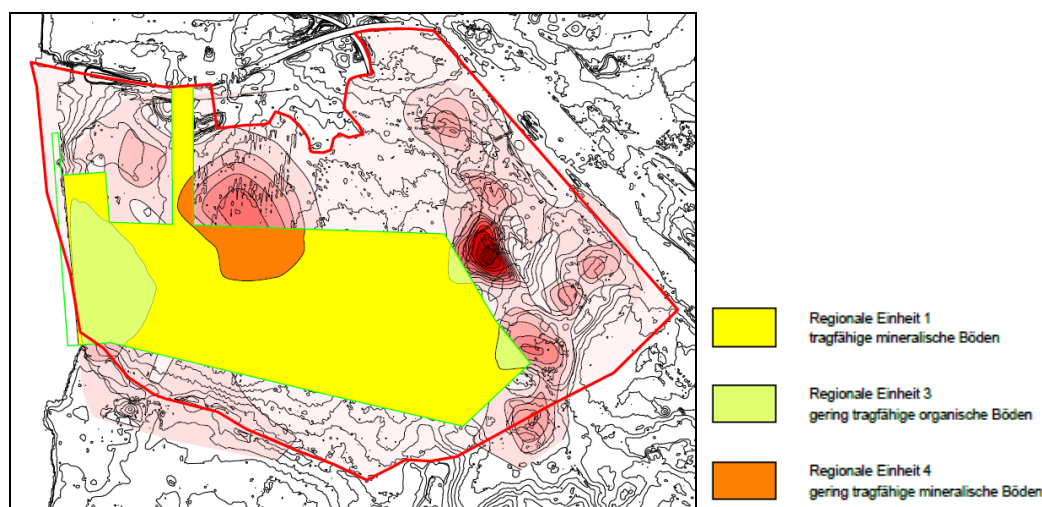 Regionale Einheit 1
tragfähige mineralische Böden
Regionale Einheit 3
gering tragfähige organische Böden
Regionale Einheit 4
gering tragfähige mineralische Böden